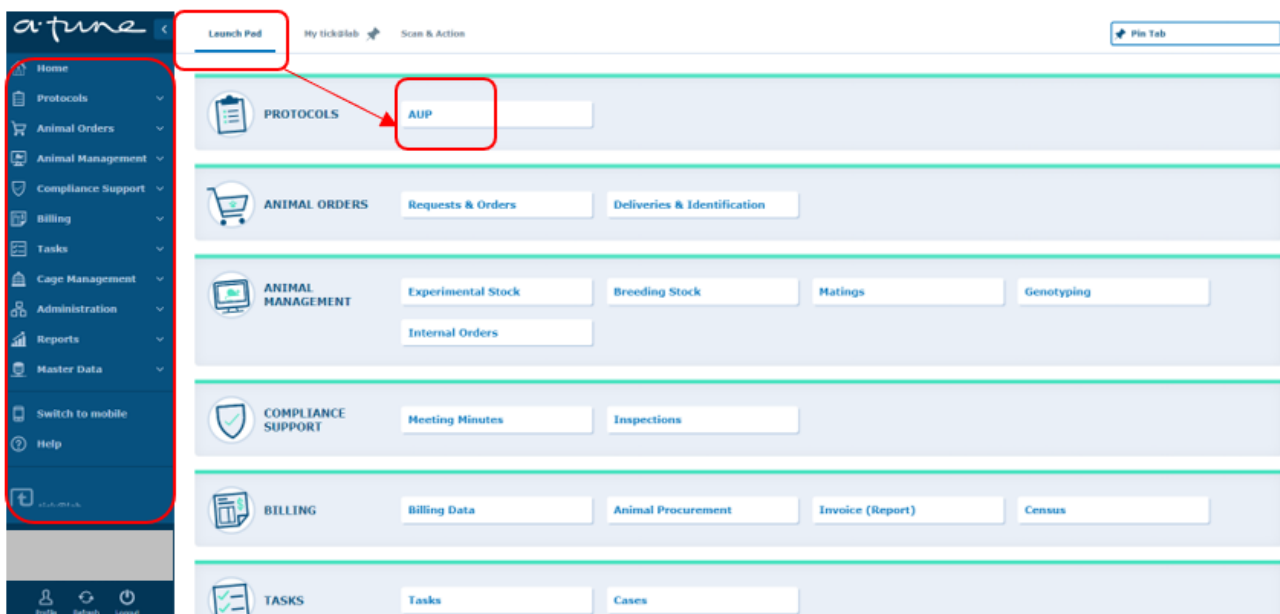 a·tune
Home
Protocols
Animal Orders
Animal Management
Compliance Support
Billing
Tasks
Cage Management
Administration
Reports
Master Data
Switch to mobile
Help
Profile Refresh Logout
Launch Pad My tick@lab Scan & Action Pin Tab
PROTOCOLS AUP
ANIMAL ORDERS Requests & Orders Deliveries & Identification
ANIMAL MANAGEMENT Experimental Stock Breeding Stock Matings Genotyping
Internal Orders
COMPLIANCE SUPPORT Meeting Minutes Inspections
BILLING Billing Data Animal Procurement Invoice (Report) Census
TASKS Tasks Cases